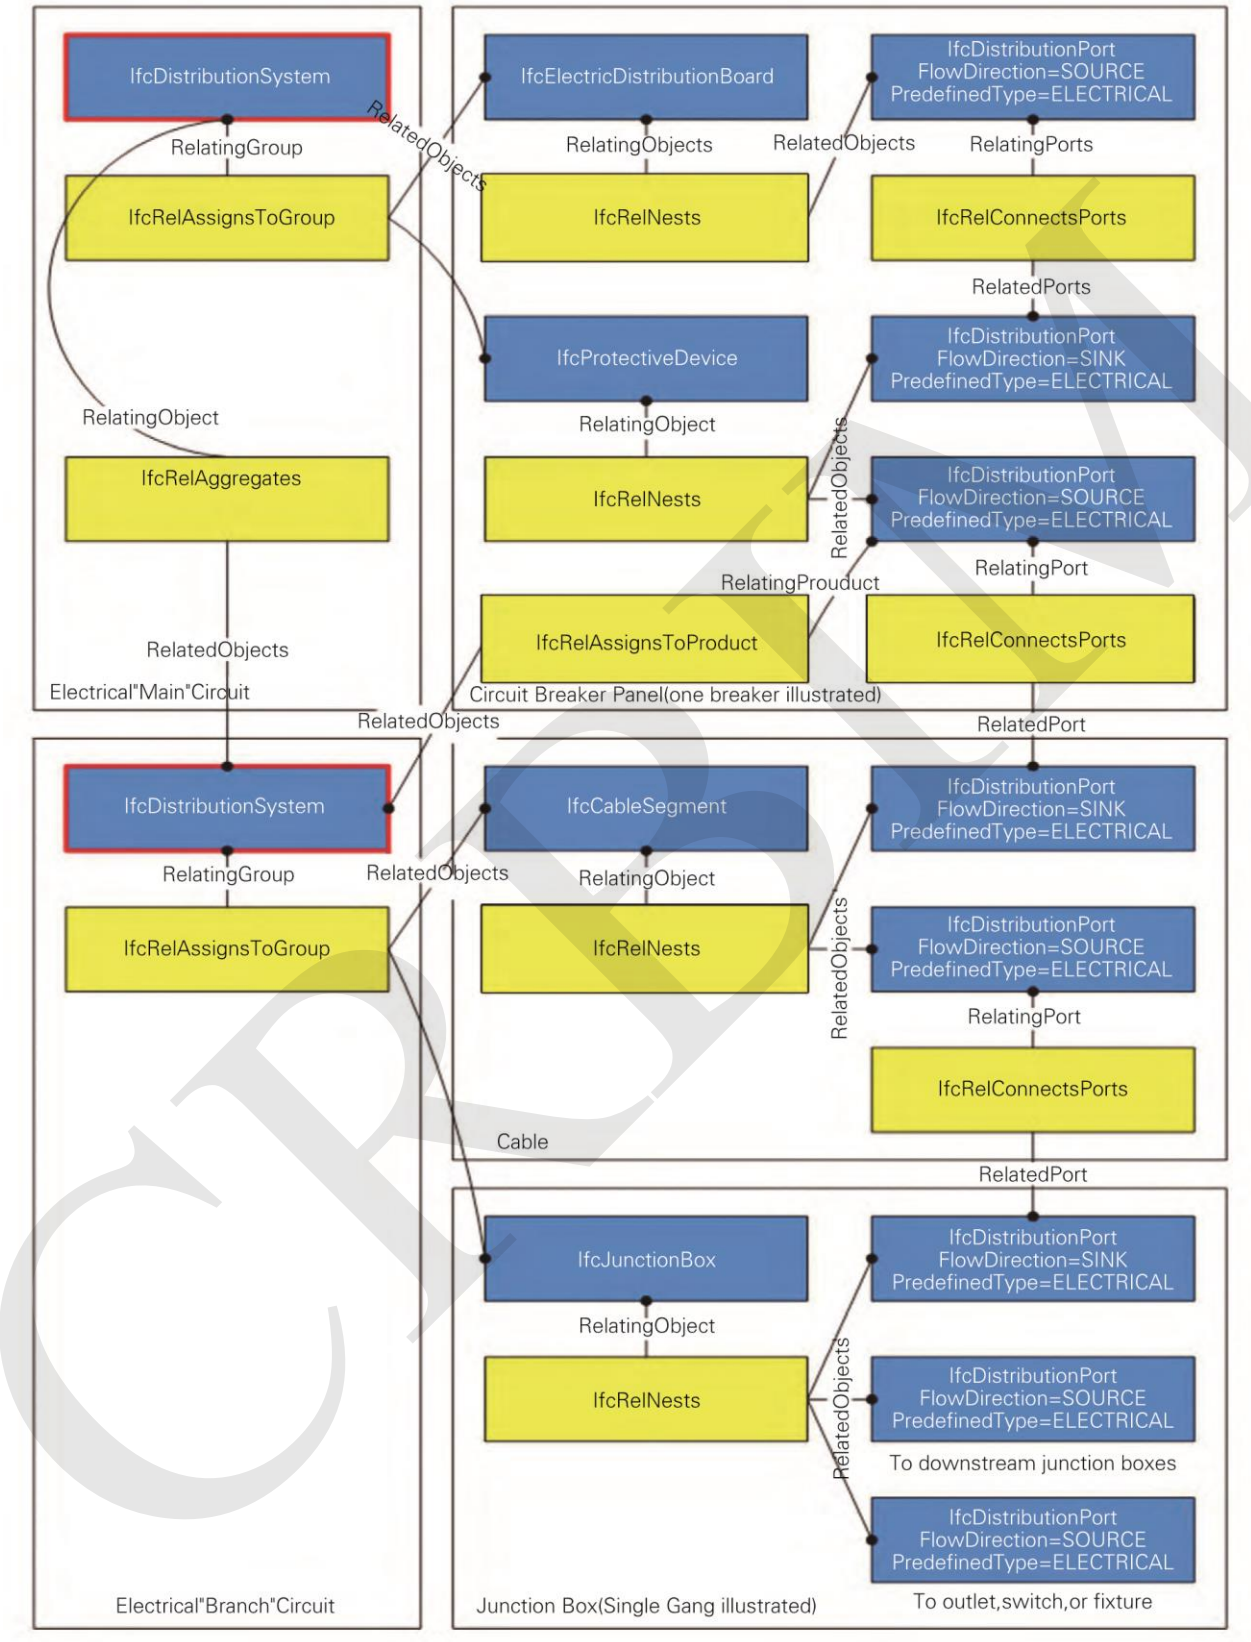 IfcDistributionSystem
RelatingGroup
IfcRelAssignsToGroup
RelatedObjects
RelatingObject
IfcRelAggregates
RelatedObjects
Electrical"Main"Circuit
IfcElectricDistributionBoard
RelatingObjects
IfcRelNests
RelatedObjects
IfcDistributionPort
FlowDirection=SOURCE
PredefinedType=ELECTRICAL
RelatingPorts
IfcRelConnectsPorts
RelatedPorts
IfcProtectiveDevice
RelatingObject
IfcRelNests
RelatedObjects
IfcDistributionPort
FlowDirection=SINK
PredefinedType=ELECTRICAL
IfcDistributionPort
FlowDirection=SOURCE
PredefinedType=ELECTRICAL
RelatingProuduct
RelatingPort
IfcRelAssignsToProduct
IfcRelConnectsPorts
Circuit Breaker Panel(one breaker illustrated)
RelatedObjects
RelatedPort
IfcDistributionSystem
RelatingGroup
IfcRelAssignsToGroup
RelatedObjects
Electrical"Branch"Circuit
IfcCableSegment
RelatingObject
IfcRelNests
RelatedObjects
IfcDistributionPort
FlowDirection=SINK
PredefinedType=ELECTRICAL
IfcDistributionPort
FlowDirection=SOURCE
PredefinedType=ELECTRICAL
RelatingPort
IfcRelConnectsPorts
Cable
RelatedPort
IfcJunctionBox
RelatingObject
IfcRelNests
RelatedObjects
IfcDistributionPort
FlowDirection=SINK
PredefinedType=ELECTRICAL
IfcDistributionPort
FlowDirection=SOURCE
PredefinedType=ELECTRICAL
To downstream junction boxes
IfcDistributionPort
FlowDirection=SOURCE
PredefinedType=ELECTRICAL
To outlet,switch,or fixture
Junction Box(Single Gang illustrated)
CRBIM